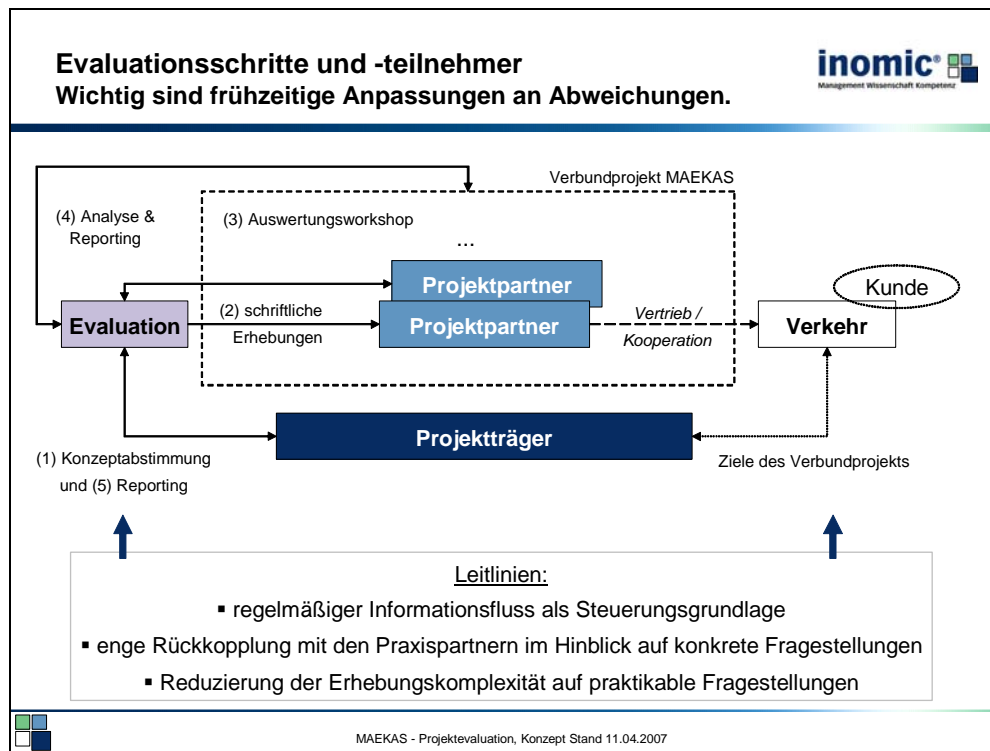 Evaluationsschritte und -teilnehmer
Wichtig sind frühzeitige Anpassungen an Abweichungen.
inomic®
Management Wissenschaft Kompetenz
Verbundprojekt MAEKAS
(4) Analyse &
Reporting
(3) Auswertungsworkshop
...
Projektpartner
Kunde
Evaluation
(2) schriftliche
Erhebungen
Projektpartner
Vertrieb /
Kooperation
Verkehr
Projektträger
(1) Konzeptabstimmung
und (5) Reporting
Ziele des Verbundprojekts
Leitlinien:
▪ regelmäßiger Informationsfluss als Steuerungsgrundlage
▪ enge Rückkopplung mit den Praxispartnern im Hinblick auf konkrete Fragestellungen
▪ Reduzierung der Erhebungskomplexität auf praktikable Fragestellungen
MAEKAS - Projektevaluation, Konzept Stand 11.04.2007